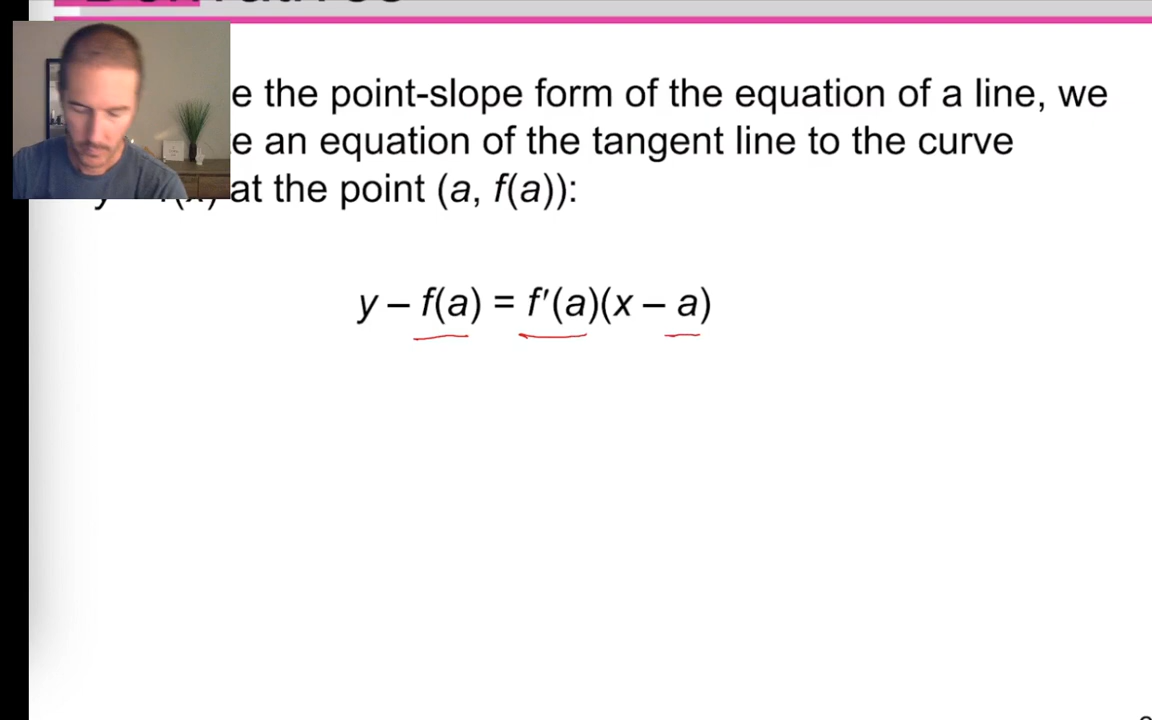 e the point-slope form of the equation of a line, we
e an equation of the tangent line to the curve
at the point (a, f(a)):
y – f(a) = f′(a)(x – a)